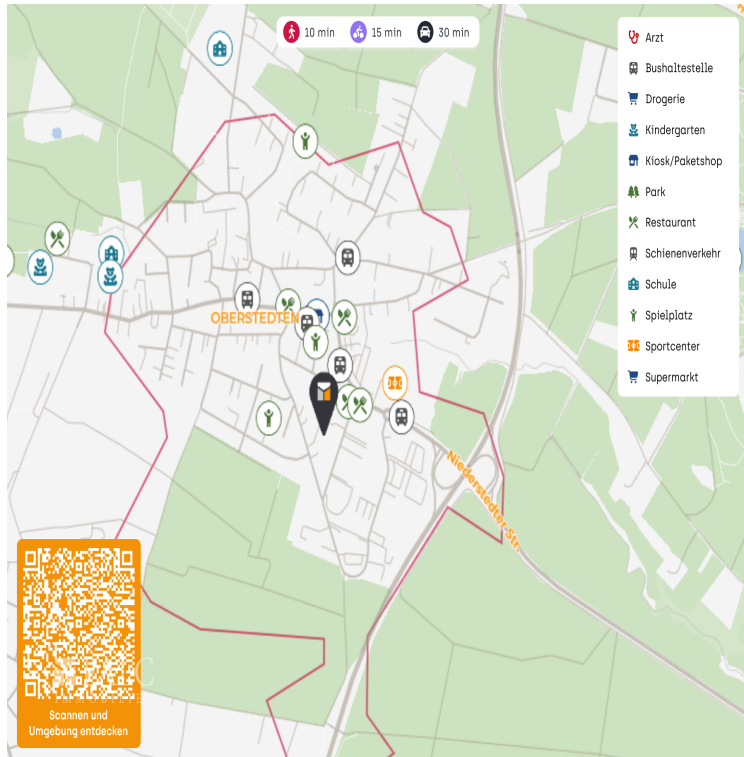 10 min
15 min
30 min
Arzt
Bushaltestelle
Drogerie
Kindergarten
Kiosk/Paketshop
Park
Restaurant
Schienenverkehr
Schule
Spielplatz
Sportcenter
Supermarkt
OBERSTEDTEN
Niederstedter-Str.
Scannen und
Umgebung entdecken